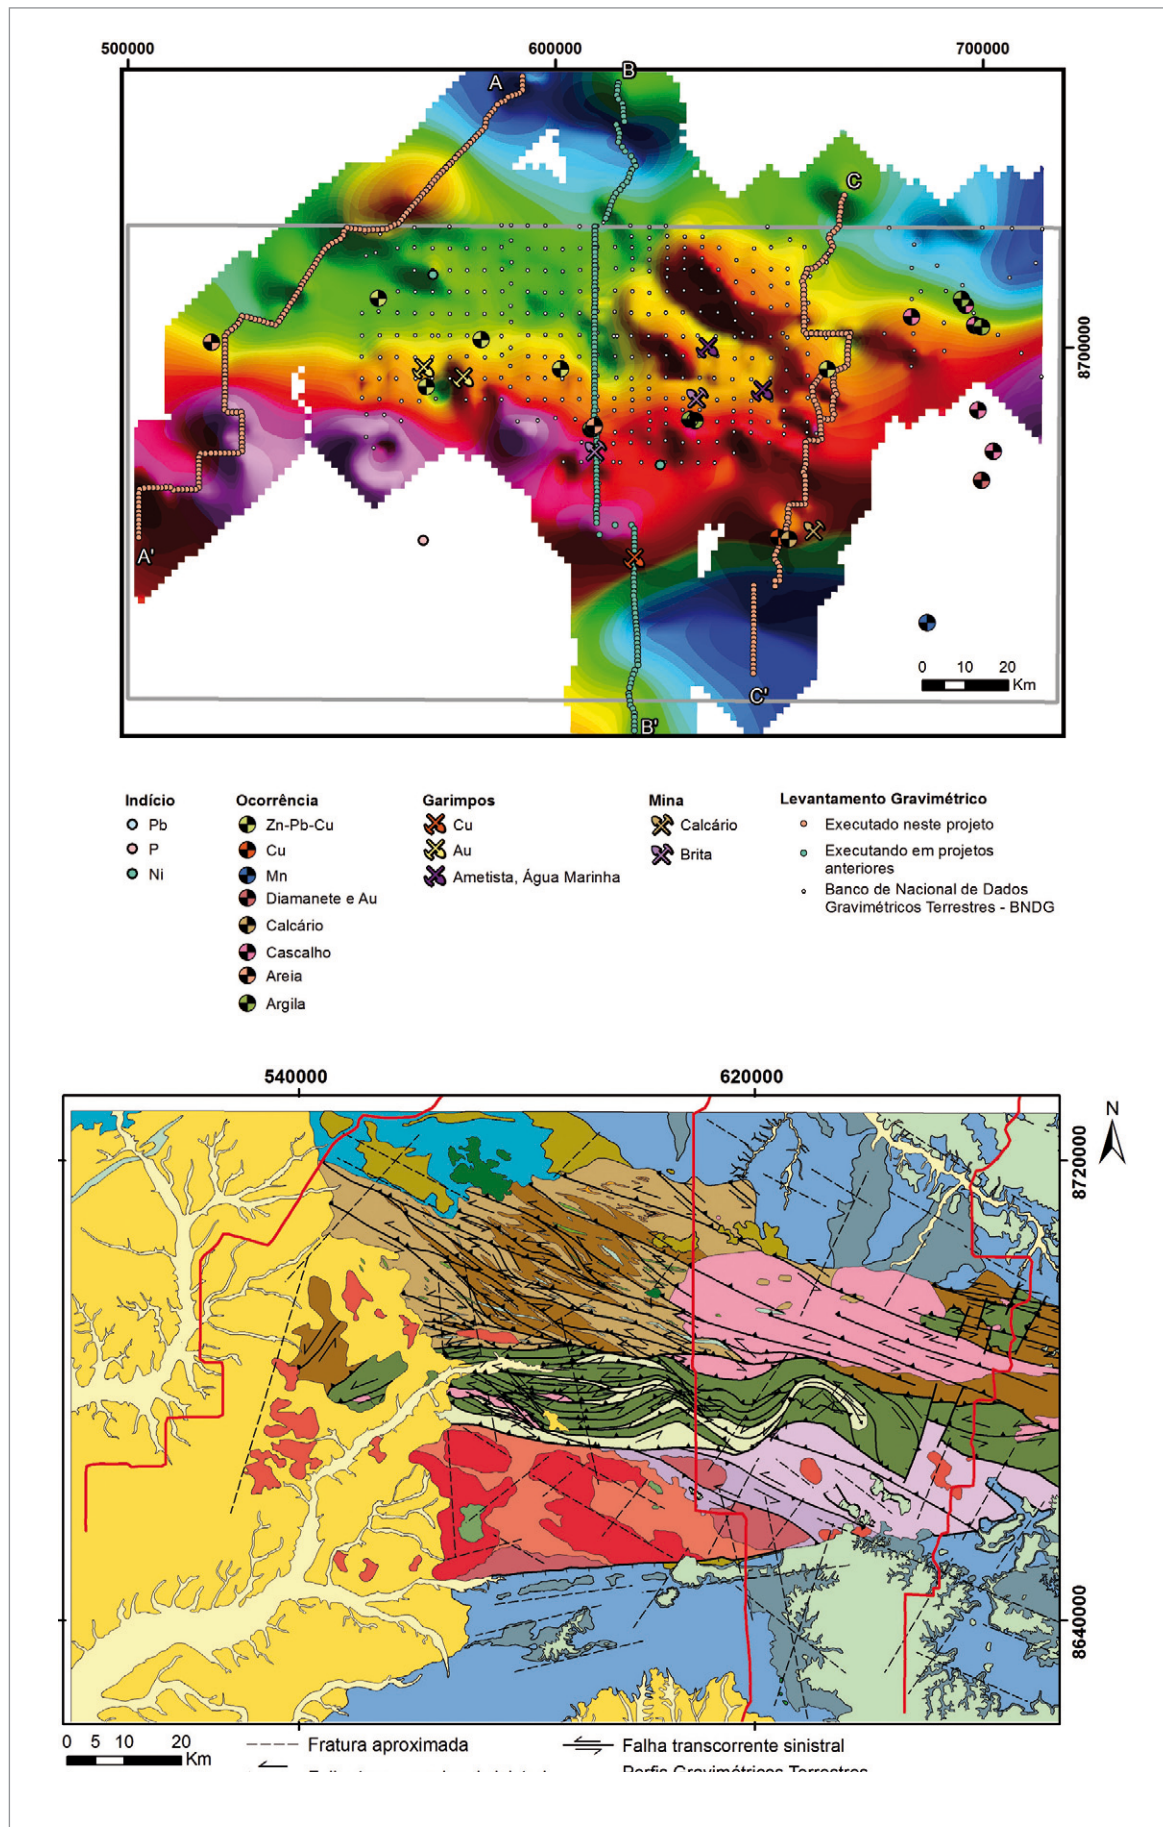 500000
600000
700000
A
B
C
8700000
A'
0 10 20
Km
C'
B'
Indício
Pb
P
Ni
Ocorrência
Zn-Pb-Cu
Cu
Mn
Diamanete e Au
Calcário
Cascalho
Areia
Argila
Garimpos
Cu
Au
Ametista, Água Marinha
Mina
Calcário
Brita
Levantamento Gravimétrico
Executado neste projeto
Executando em projetos
anteriores
Banco de Nacional de Dados
Gravimétricos Terrestres - BNDG
540000
620000
N
8720000
8640000
0 5 10 20
Km
Fratura aproximada
Falha transcorrente sinistral
Perfis Gravimétricos Terrestres